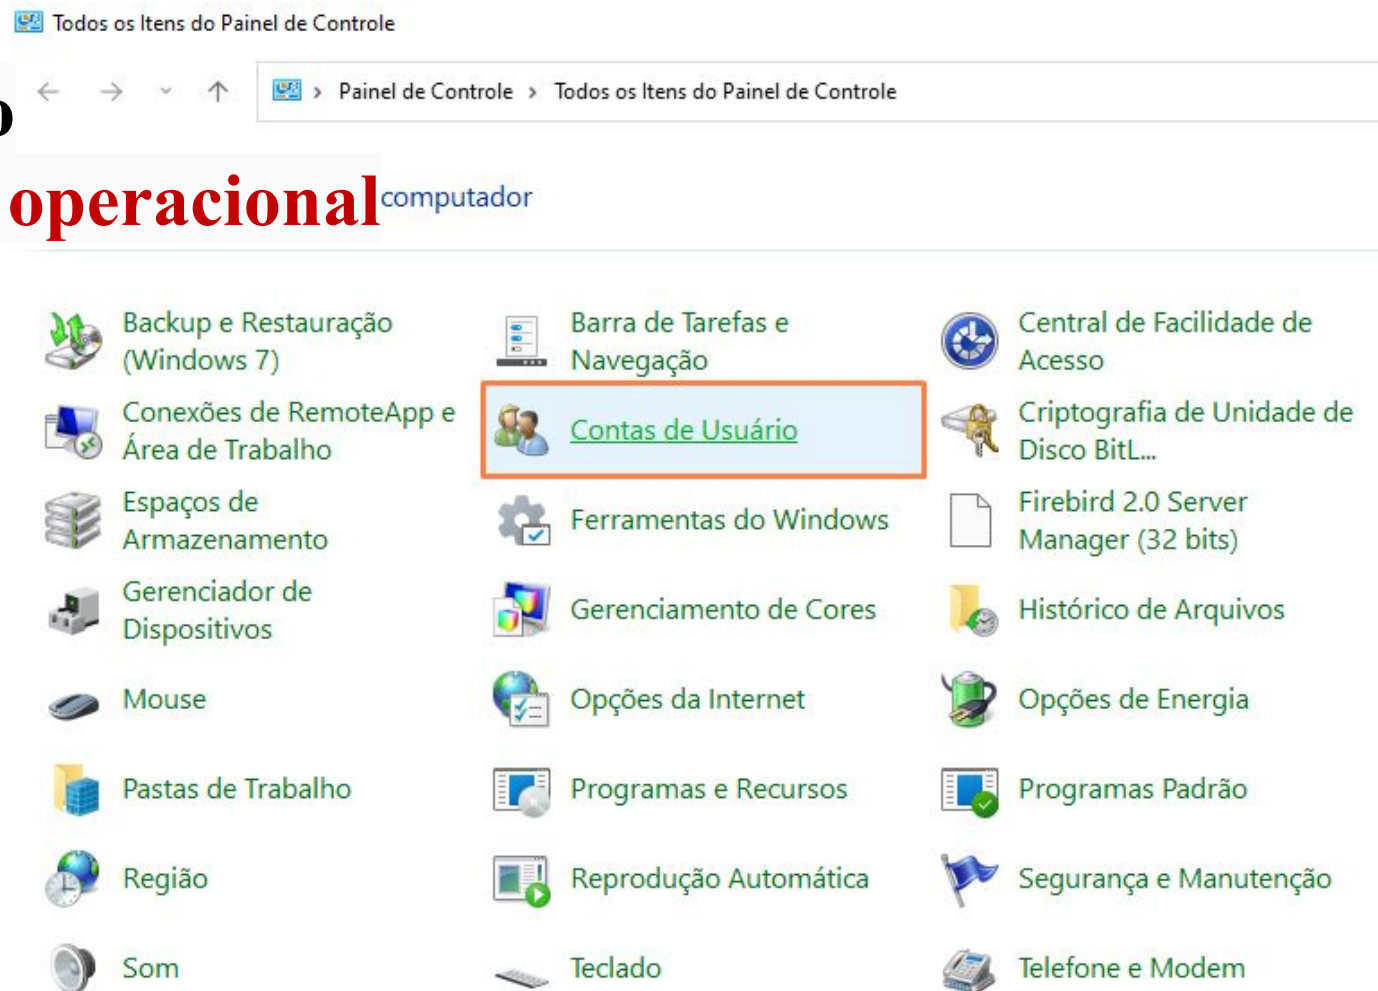 Todos os Itens do Painel de Controle
Painel de Controle > Todos os Itens do Painel de Controle
o
operacional computador
Backup e Restauração
(Windows 7)
Barra de Tarefas e
Navegação
Central de Facilidade de
Acesso
Conexões de RemoteApp e
Área de Trabalho
Contas de Usuário
Criptografia de Unidade de
Disco BitL...
Espaços de
Armazenamento
Ferramentas do Windows
Firebird 2.0 Server
Manager (32 bits)
Gerenciador de
Dispositivos
Gerenciamento de Cores
Histórico de Arquivos
Mouse
Opções da Internet
Opções de Energia
Pastas de Trabalho
Programas e Recursos
Programas Padrão
Região
Reprodução Automática
Segurança e Manutenção
Som
Teclado
Telefone e Modem